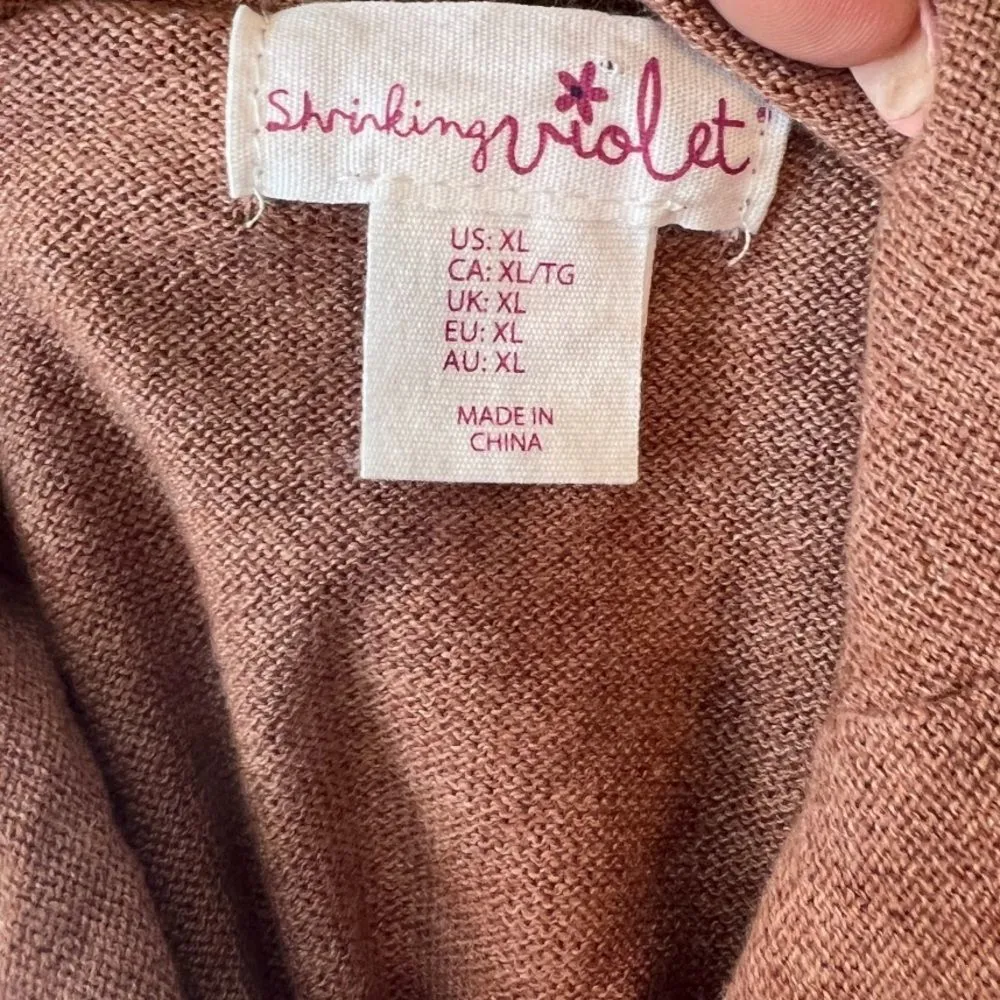 Shrinking violet
US: XL
CA: XL/TG
UK: XL
EU: XL
AU: XL
MADE IN
CHINA